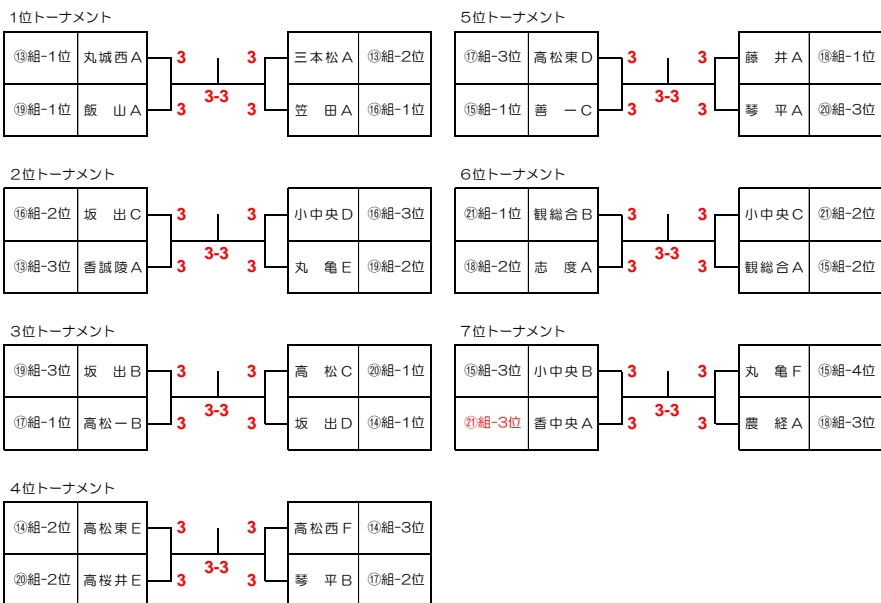 1位トーナメント
⑬組-1位 丸城西A 3 3 三本松A ⑬組-2位
3-3
⑲組-1位 飯 山A 3 3 笠 田A ⑯組-1位
2位トーナメント
⑯組-2位 坂 出C 3 3 小中央D ⑯組-3位
3-3
⑬組-3位 香誠陵A 3 3 丸 亀E ⑲組-2位
3位トーナメント
⑲組-3位 坂 出B 3 3 高 松C ⑳組-1位
3-3
⑰組-1位 高松一B 3 3 坂 出D ⑭組-1位
4位トーナメント
⑭組-2位 高松東E 3 3 高松西F ⑭組-3位
3-3
⑳組-2位 高桜井E 3 3 琴 平B ⑰組-2位
5位トーナメント
⑰組-3位 高松東D 3 3 藤 井A ⑱組-1位
3-3
⑮組-1位 善 一C 3 3 琴 平A ⑳組-3位
6位トーナメント
㉑組-1位 観総合B 3 3 小中央C ㉑組-2位
3-3
⑱組-2位 志 度A 3 3 観総合A ⑮組-2位
7位トーナメント
⑮組-3位 小中央B 3 3 丸 亀F ⑮組-4位
3-3
㉑組-3位 香中央A 3 3 農 経A ⑱組-3位